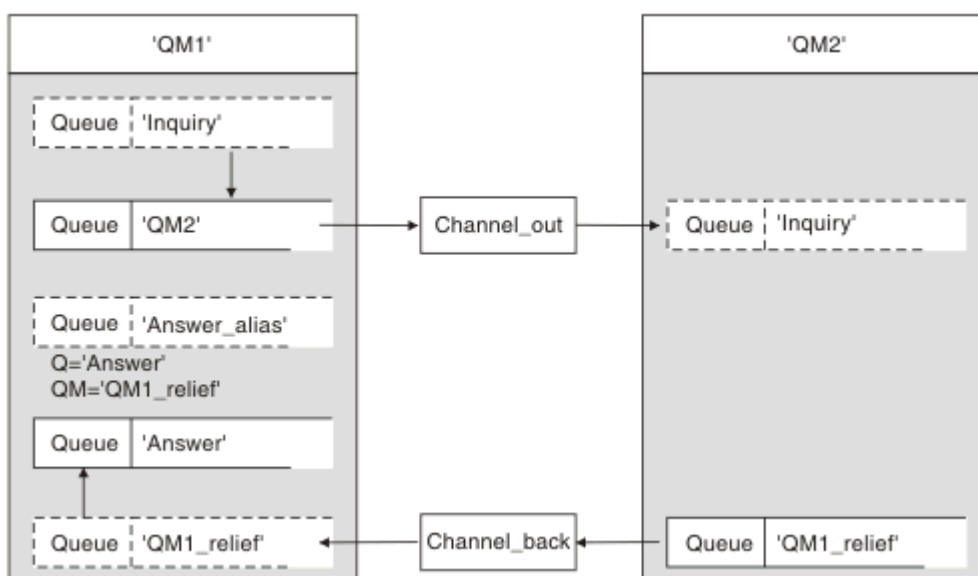 'QM1'
'QM2'
Queue 'Inquiry'
Queue 'QM2'
Channel_out
Queue 'Inquiry'
Queue 'Answer_alias'
Q='Answer'
QM='QM1_relief'
Queue 'Answer'
Queue 'QM1_relief'
Channel_back
Queue 'QM1_relief'